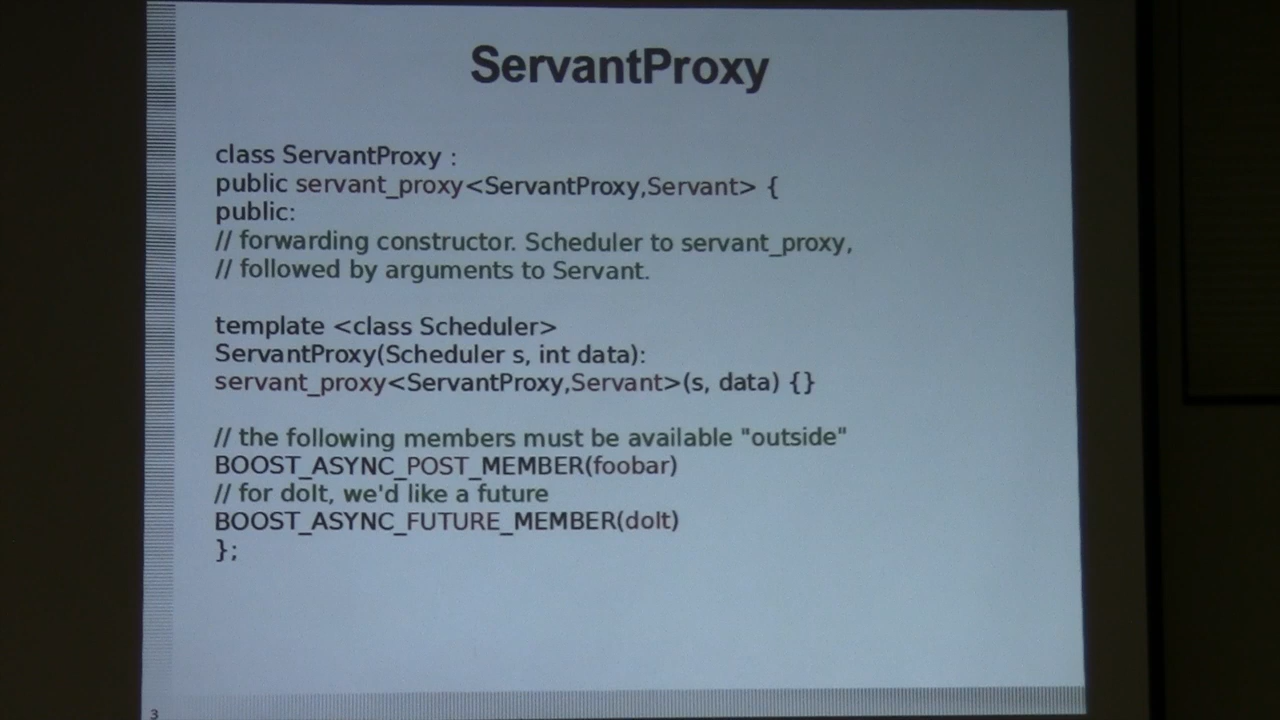 ServantProxy
class ServantProxy :
public servant_proxy<ServantProxy,Servant> {
public:
// forwarding constructor. Scheduler to servant_proxy,
// followed by arguments to Servant.
template <class Scheduler>
ServantProxy(Scheduler s, int data):
servant_proxy<ServantProxy,Servant>(s, data) {}
// the following members must be available "outside"
BOOST_ASYNC_POST_MEMBER(foobar)
// for doIt, we'd like a future
BOOST_ASYNC_FUTURE_MEMBER(doIt)
};
3